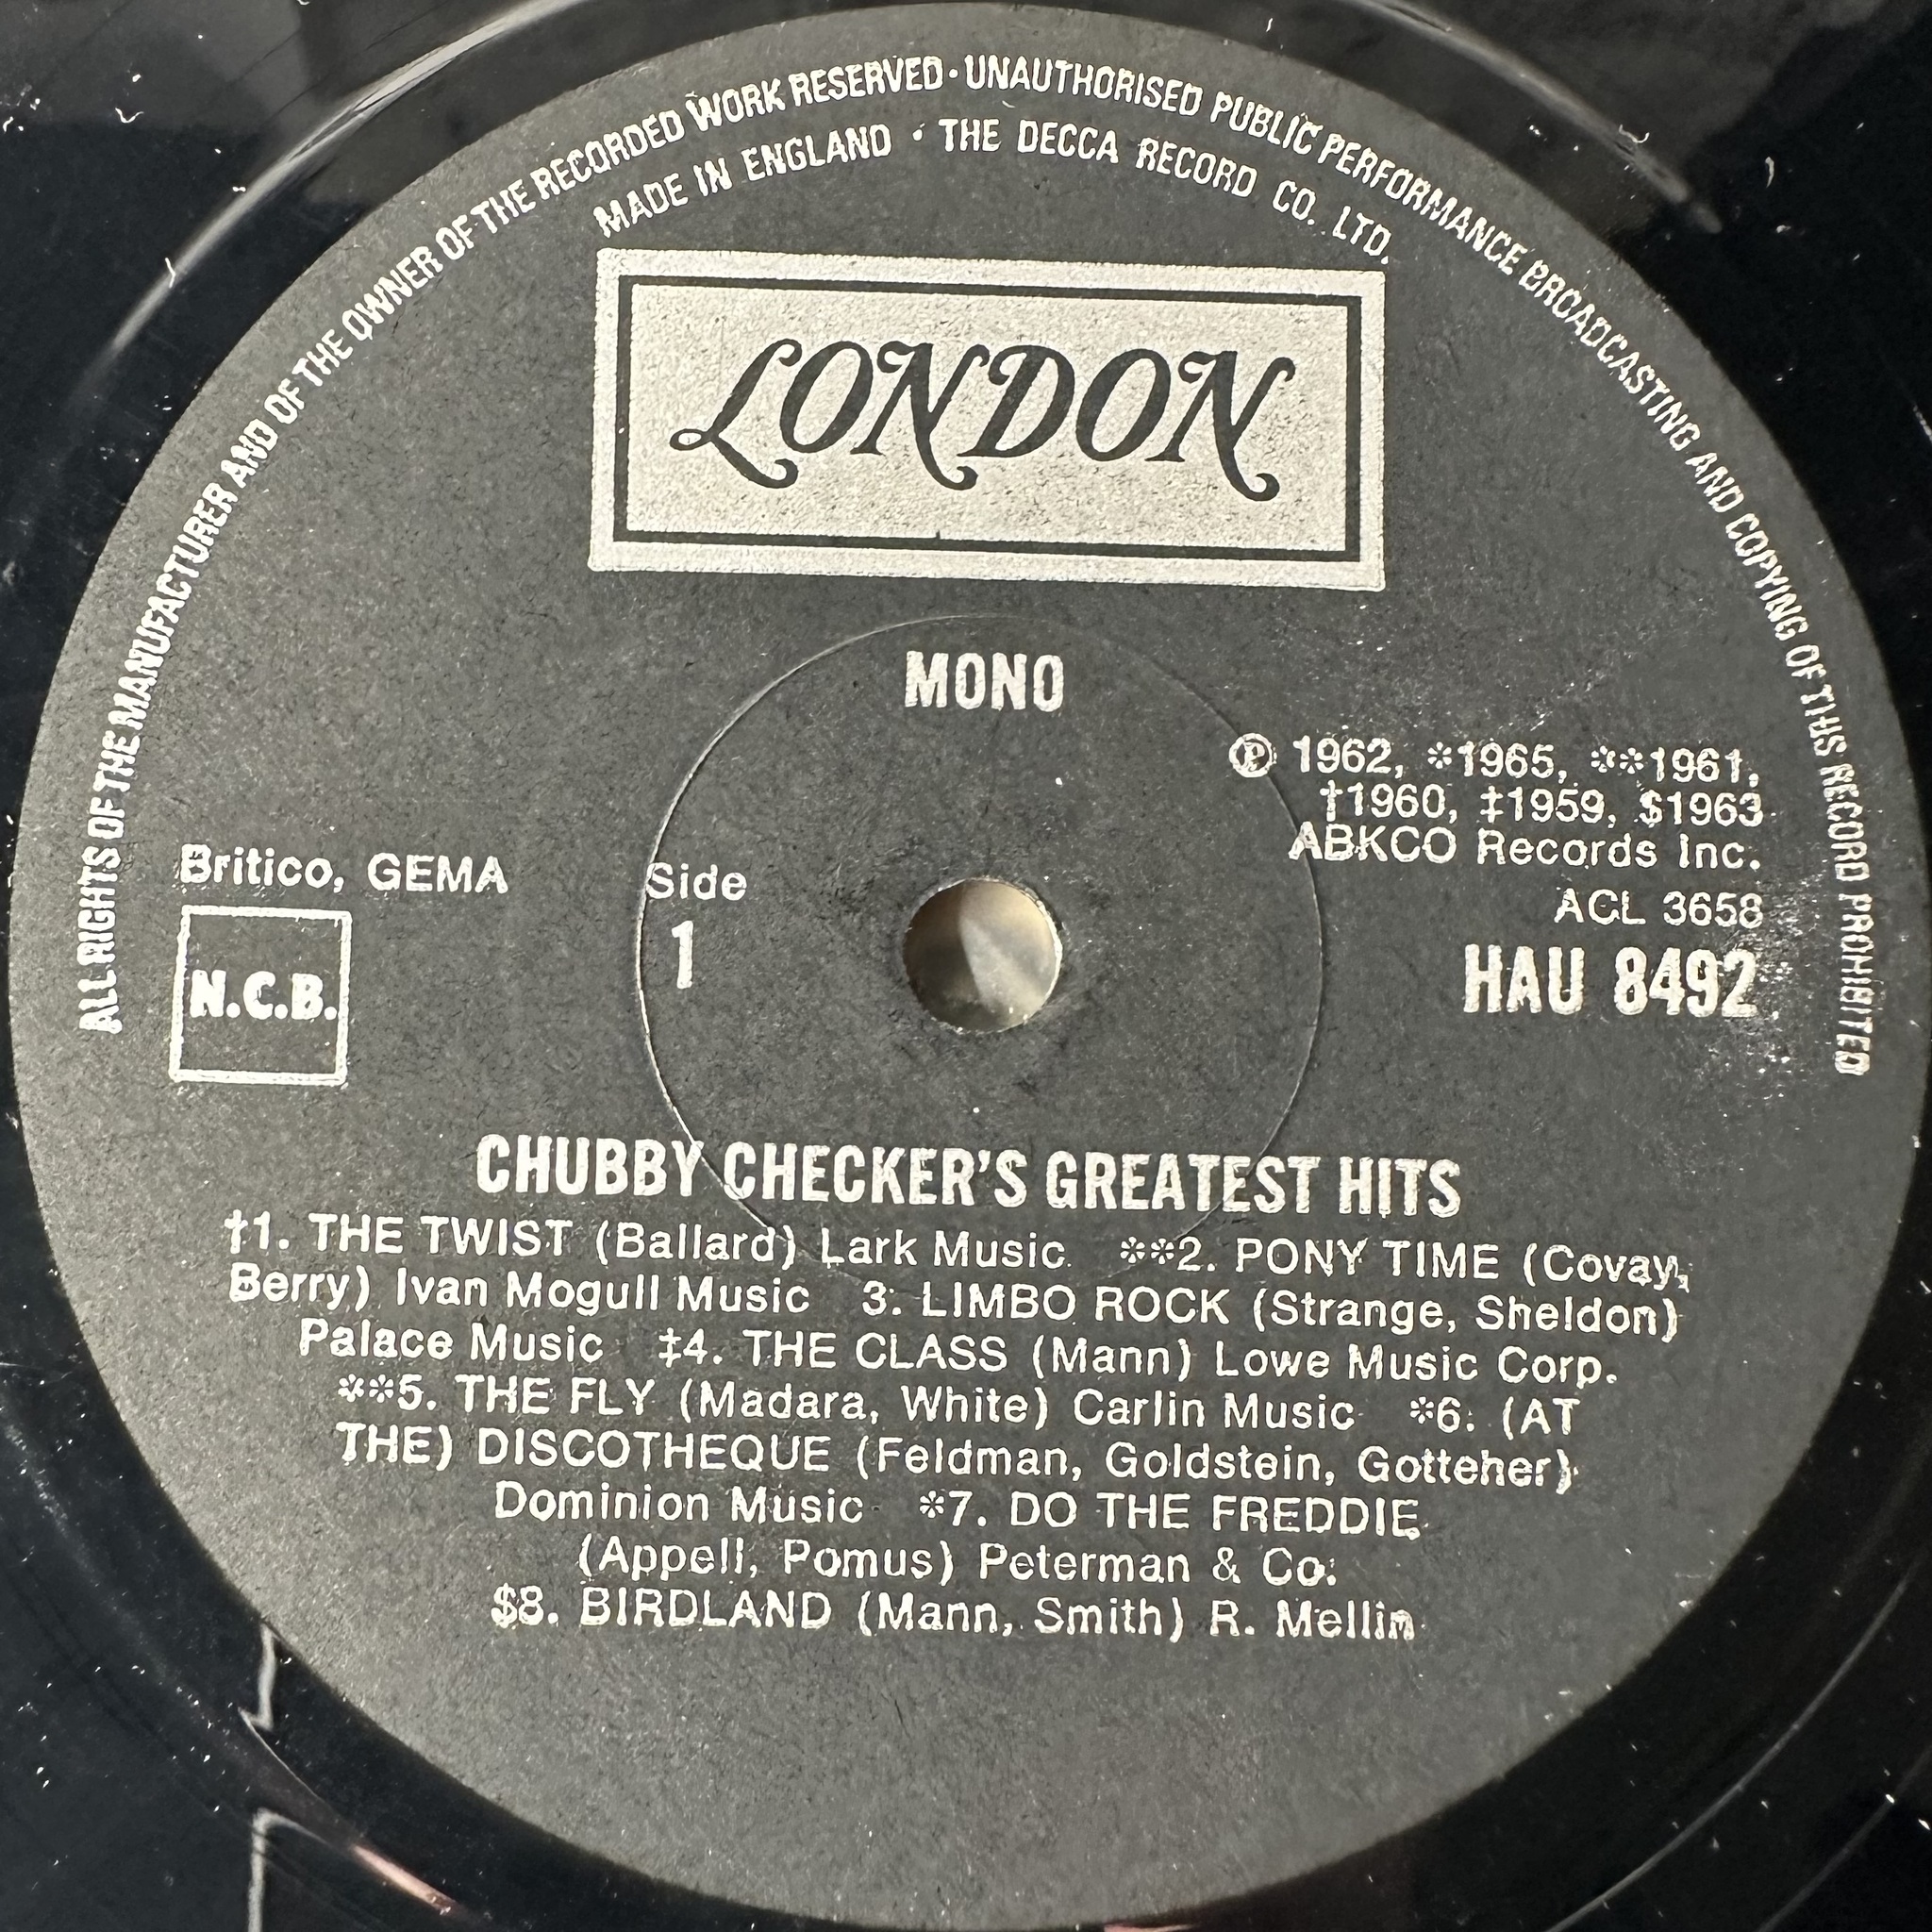 ALL RIGHTS OF THE MANUFACTURER AND OF THE OWNER OF THE RECORDED WORK RESERVED · UNAUTHORISED PUBLIC PERFORMANCE BROADCASTING AND COPYING OF THIS RECORD PROHIBITED
MADE IN ENGLAND · THE DECCA RECORD CO. LTD.
LONDON
MONO
Ⓟ 1962, *1965, **1961,
†1960, ‡1959, $1963
ABKCO Records Inc.
Britico, GEMA
Side
ACL 3658
1
HAU 8492
N.C.B.
CHUBBY CHECKER'S GREATEST HITS
†1. THE TWIST (Ballard) Lark Music **2. PONY TIME (Covay,
Berry) Ivan Mogull Music 3. LIMBO ROCK (Strange, Sheldon)
Palace Music ‡4. THE CLASS (Mann) Lowe Music Corp.
**5. THE FLY (Madara, White) Carlin Music *6. (AT
THE) DISCOTHEQUE (Feldman, Goldstein, Gotteher)
Dominion Music *7. DO THE FREDDIE
(Appell, Pomus) Peterman & Co.
$8. BIRDLAND (Mann, Smith) R. Mellin